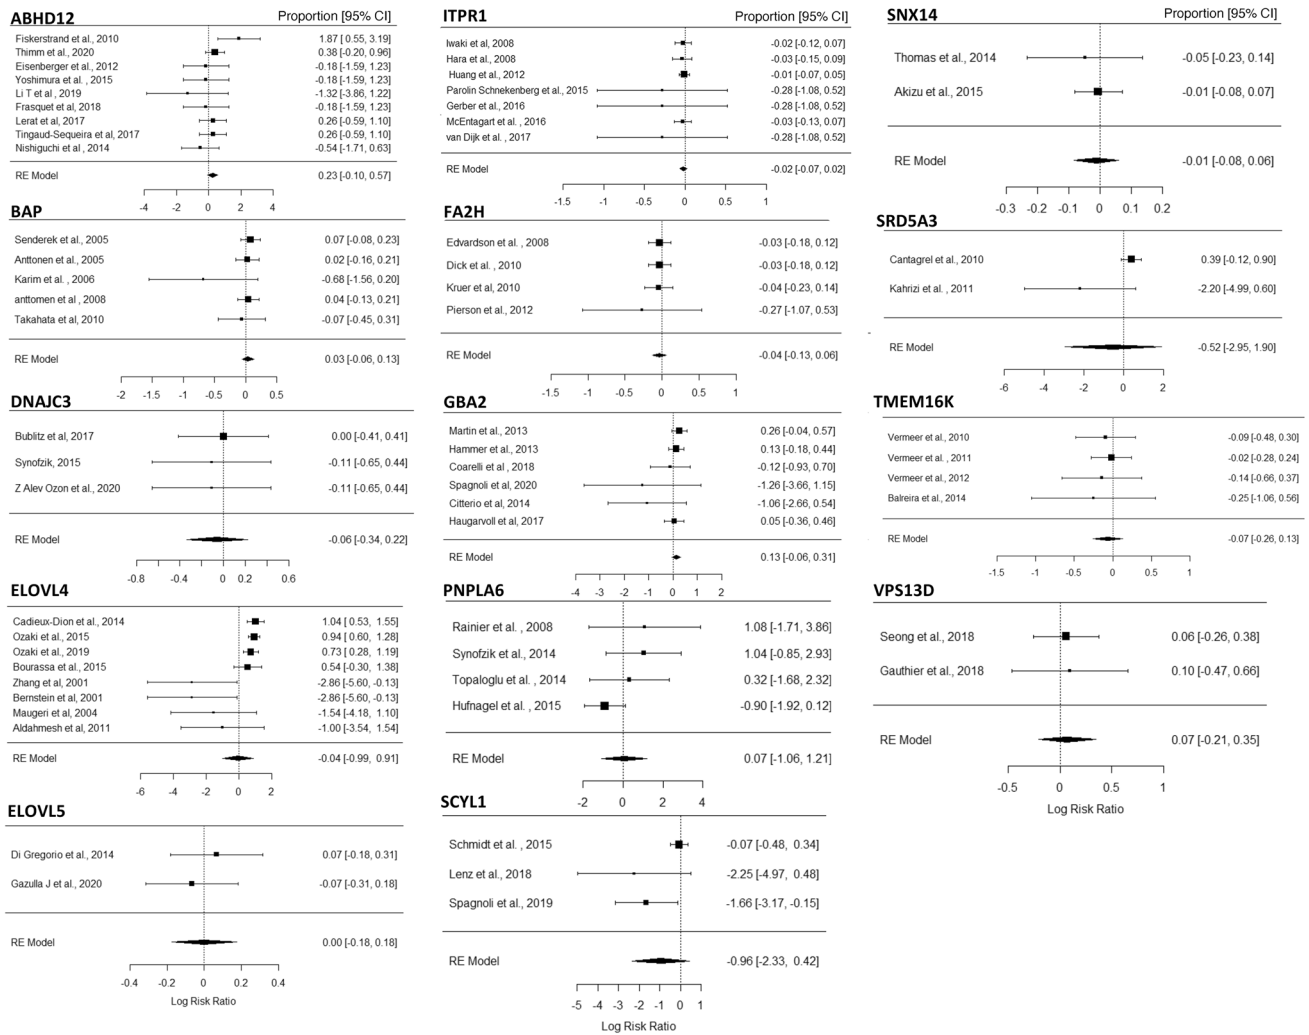 ABHD12 Proportion [95% CI]
Fiskerstrand et al., 2010 1.87 [ 0.55, 3.19]
Thimm et al., 2020 0.38 [-0.20, 0.96]
Eisenberger et al., 2012 -0.18 [-1.59, 1.23]
Yoshimura et al. , 2015 -0.18 [-1.59, 1.23]
Li T et al , 2019 -1.32 [-3.86, 1.22]
Frasquet et al, 2018 -0.18 [-1.59, 1.23]
Lerat et al, 2017 0.26 [-0.59, 1.10]
Tingaud-Sequeira et al, 2017 0.26 [-0.59, 1.10]
Nishiguchi et al., 2014 -0.54 [-1.71, 0.63]
RE Model 0.23 [-0.10, 0.57]
-4 -2 0 2 4
BAP
Senderek et al., 2005 0.07 [-0.08, 0.23]
Anttonen et al., 2005 0.02 [-0.16, 0.21]
Karim et al., 2006 -0.68 [-1.56, 0.20]
anttomen et al., 2008 0.04 [-0.13, 0.21]
Takahata et al, 2010 -0.07 [-0.45, 0.31]
RE Model 0.03 [-0.06, 0.13]
-2 -1.5 -1 -0.5 0 0.5
DNAJC3
Bublitz et al, 2017 0.00 [-0.41, 0.41]
Synofzik, 2015 -0.11 [-0.65, 0.44]
Z Alev Ozon et al., 2020 -0.11 [-0.65, 0.44]
RE Model -0.06 [-0.34, 0.22]
-0.8 -0.4 0 0.2 0.6
ELOVL4
Cadieux-Dion et al., 2014 1.04 [ 0.53, 1.55]
Ozaki et al., 2015 0.94 [ 0.60, 1.28]
Ozaki et al., 2019 0.73 [ 0.28, 1.19]
Bourassa et al., 2015 0.54 [-0.30, 1.38]
Zhang et al., 2001 -2.86 [-5.60, -0.13]
Bernstein et al., 2001 -2.86 [-5.60, -0.13]
Maugeri et al, 2004 -1.54 [-4.18, 1.10]
Aldahmesh et al., 2011 -1.00 [-3.54, 1.54]
RE Model -0.04 [-0.99, 0.91]
-6 -4 -2 0 2
ELOVL5
Di Gregorio et al., 2014 0.07 [-0.18, 0.31]
Gazulla J et al., 2020 -0.07 [-0.31, 0.18]
RE Model 0.00 [-0.18, 0.18]
-0.4 -0.2 0 0.2 0.4
Log Risk Ratio
ITPR1 Proportion [95% CI]
Iwaki et al, 2008 -0.02 [-0.12, 0.07]
Hara et al., 2008 -0.03 [-0.15, 0.09]
Huang et al., 2012 -0.01 [-0.07, 0.05]
Parolin Schnekenberg et al., 2015 -0.28 [-1.08, 0.52]
Gerber et al., 2016 -0.28 [-1.08, 0.52]
McEntagart et al., 2016 -0.03 [-0.13, 0.07]
van Dijk et al. , 2017 -0.28 [-1.08, 0.52]
RE Model -0.02 [-0.07, 0.02]
-1.5 -1 -0.5 0 0.5 1
FA2H
Edvardson et al., 2008 -0.03 [-0.18, 0.12]
Dick et al., 2010 -0.03 [-0.18, 0.12]
Kruer et al, 2010 -0.04 [-0.23, 0.14]
Pierson et al., 2012 -0.27 [-1.07, 0.53]
RE Model -0.04 [-0.13, 0.06]
-1.5 -1 -0.5 0 0.5 1
GBA2
Martin et al., 2013 0.26 [-0.04, 0.57]
Hammer et al., 2013 0.13 [-0.18, 0.44]
Coarelli et al., 2018 -0.12 [-0.93, 0.70]
Spagnoli et al., 2020 -1.26 [-3.66, 1.15]
Citterio et al., 2014 -1.06 [-2.66, 0.54]
Haugarvoll et al, 2017 0.05 [-0.36, 0.46]
RE Model 0.13 [-0.06, 0.31]
-4 -3 -2 -1 0 1 2
PNPLA6
Rainier et al., 2008 1.08 [-1.71, 3.86]
Synofzik et al., 2014 1.04 [-0.85, 2.93]
Topaloglu et al. , 2014 0.32 [-1.68, 2.32]
Hufnagel et al., 2015 -0.90 [-1.92, 0.12]
RE Model 0.07 [-1.06, 1.21]
-2 0 2 4
SCYL1
Schmidt et al., 2015 -0.07 [-0.48, 0.34]
Lenz et al., 2018 -2.25 [-4.97, 0.48]
Spagnoli et al., 2019 -1.66 [-3.17, -0.15]
RE Model -0.96 [-2.33, 0.42]
-5 -4 -3 -2 -1 0 1
Log Risk Ratio
SNX14 Proportion [95% CI]
Thomas et al., 2014 -0.05 [-0.23, 0.14]
Akizu et al., 2015 -0.01 [-0.08, 0.07]
RE Model -0.01 [-0.08, 0.06]
-0.3 -0.2 -0.1 0 0.1 0.2
SRD5A3
Cantagrel et al., 2010 0.39 [-0.12, 0.90]
Kahrizi et al., 2011 -2.20 [-4.99, 0.60]
RE Model -0.52 [-2.95, 1.90]
-6 -4 -2 0 2
TMEM16K
Vermeer et al., 2010 -0.09 [-0.48, 0.30]
Vermeer et al., 2011 -0.02 [-0.28, 0.24]
Vermeer et al., 2012 -0.14 [-0.66, 0.37]
Balreira et al., 2014 -0.25 [-1.06, 0.56]
RE Model -0.07 [-0.26, 0.13]
-1.5 -1 -0.5 0 0.5 1
VPS13D
Seong et al., 2018 0.06 [-0.26, 0.38]
Gauthier et al., 2018 0.10 [-0.47, 0.66]
RE Model 0.07 [-0.21, 0.35]
-0.5 0 0.5 1
Log Risk Ratio